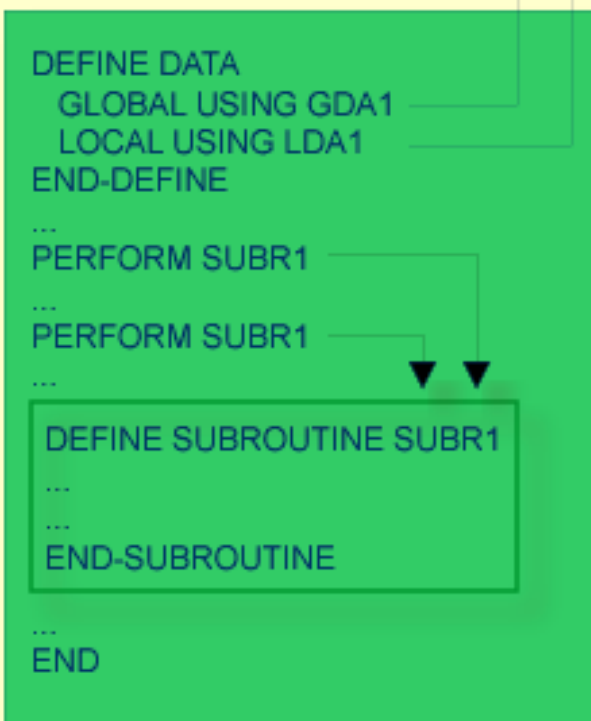 DEFINE DATA
GLOBAL USING GDA1
LOCAL USING LDA1
END-DEFINE
...
PERFORM SUBR1
...
PERFORM SUBR1
...
DEFINE SUBROUTINE SUBR1
...
...
END-SUBROUTINE
...
END